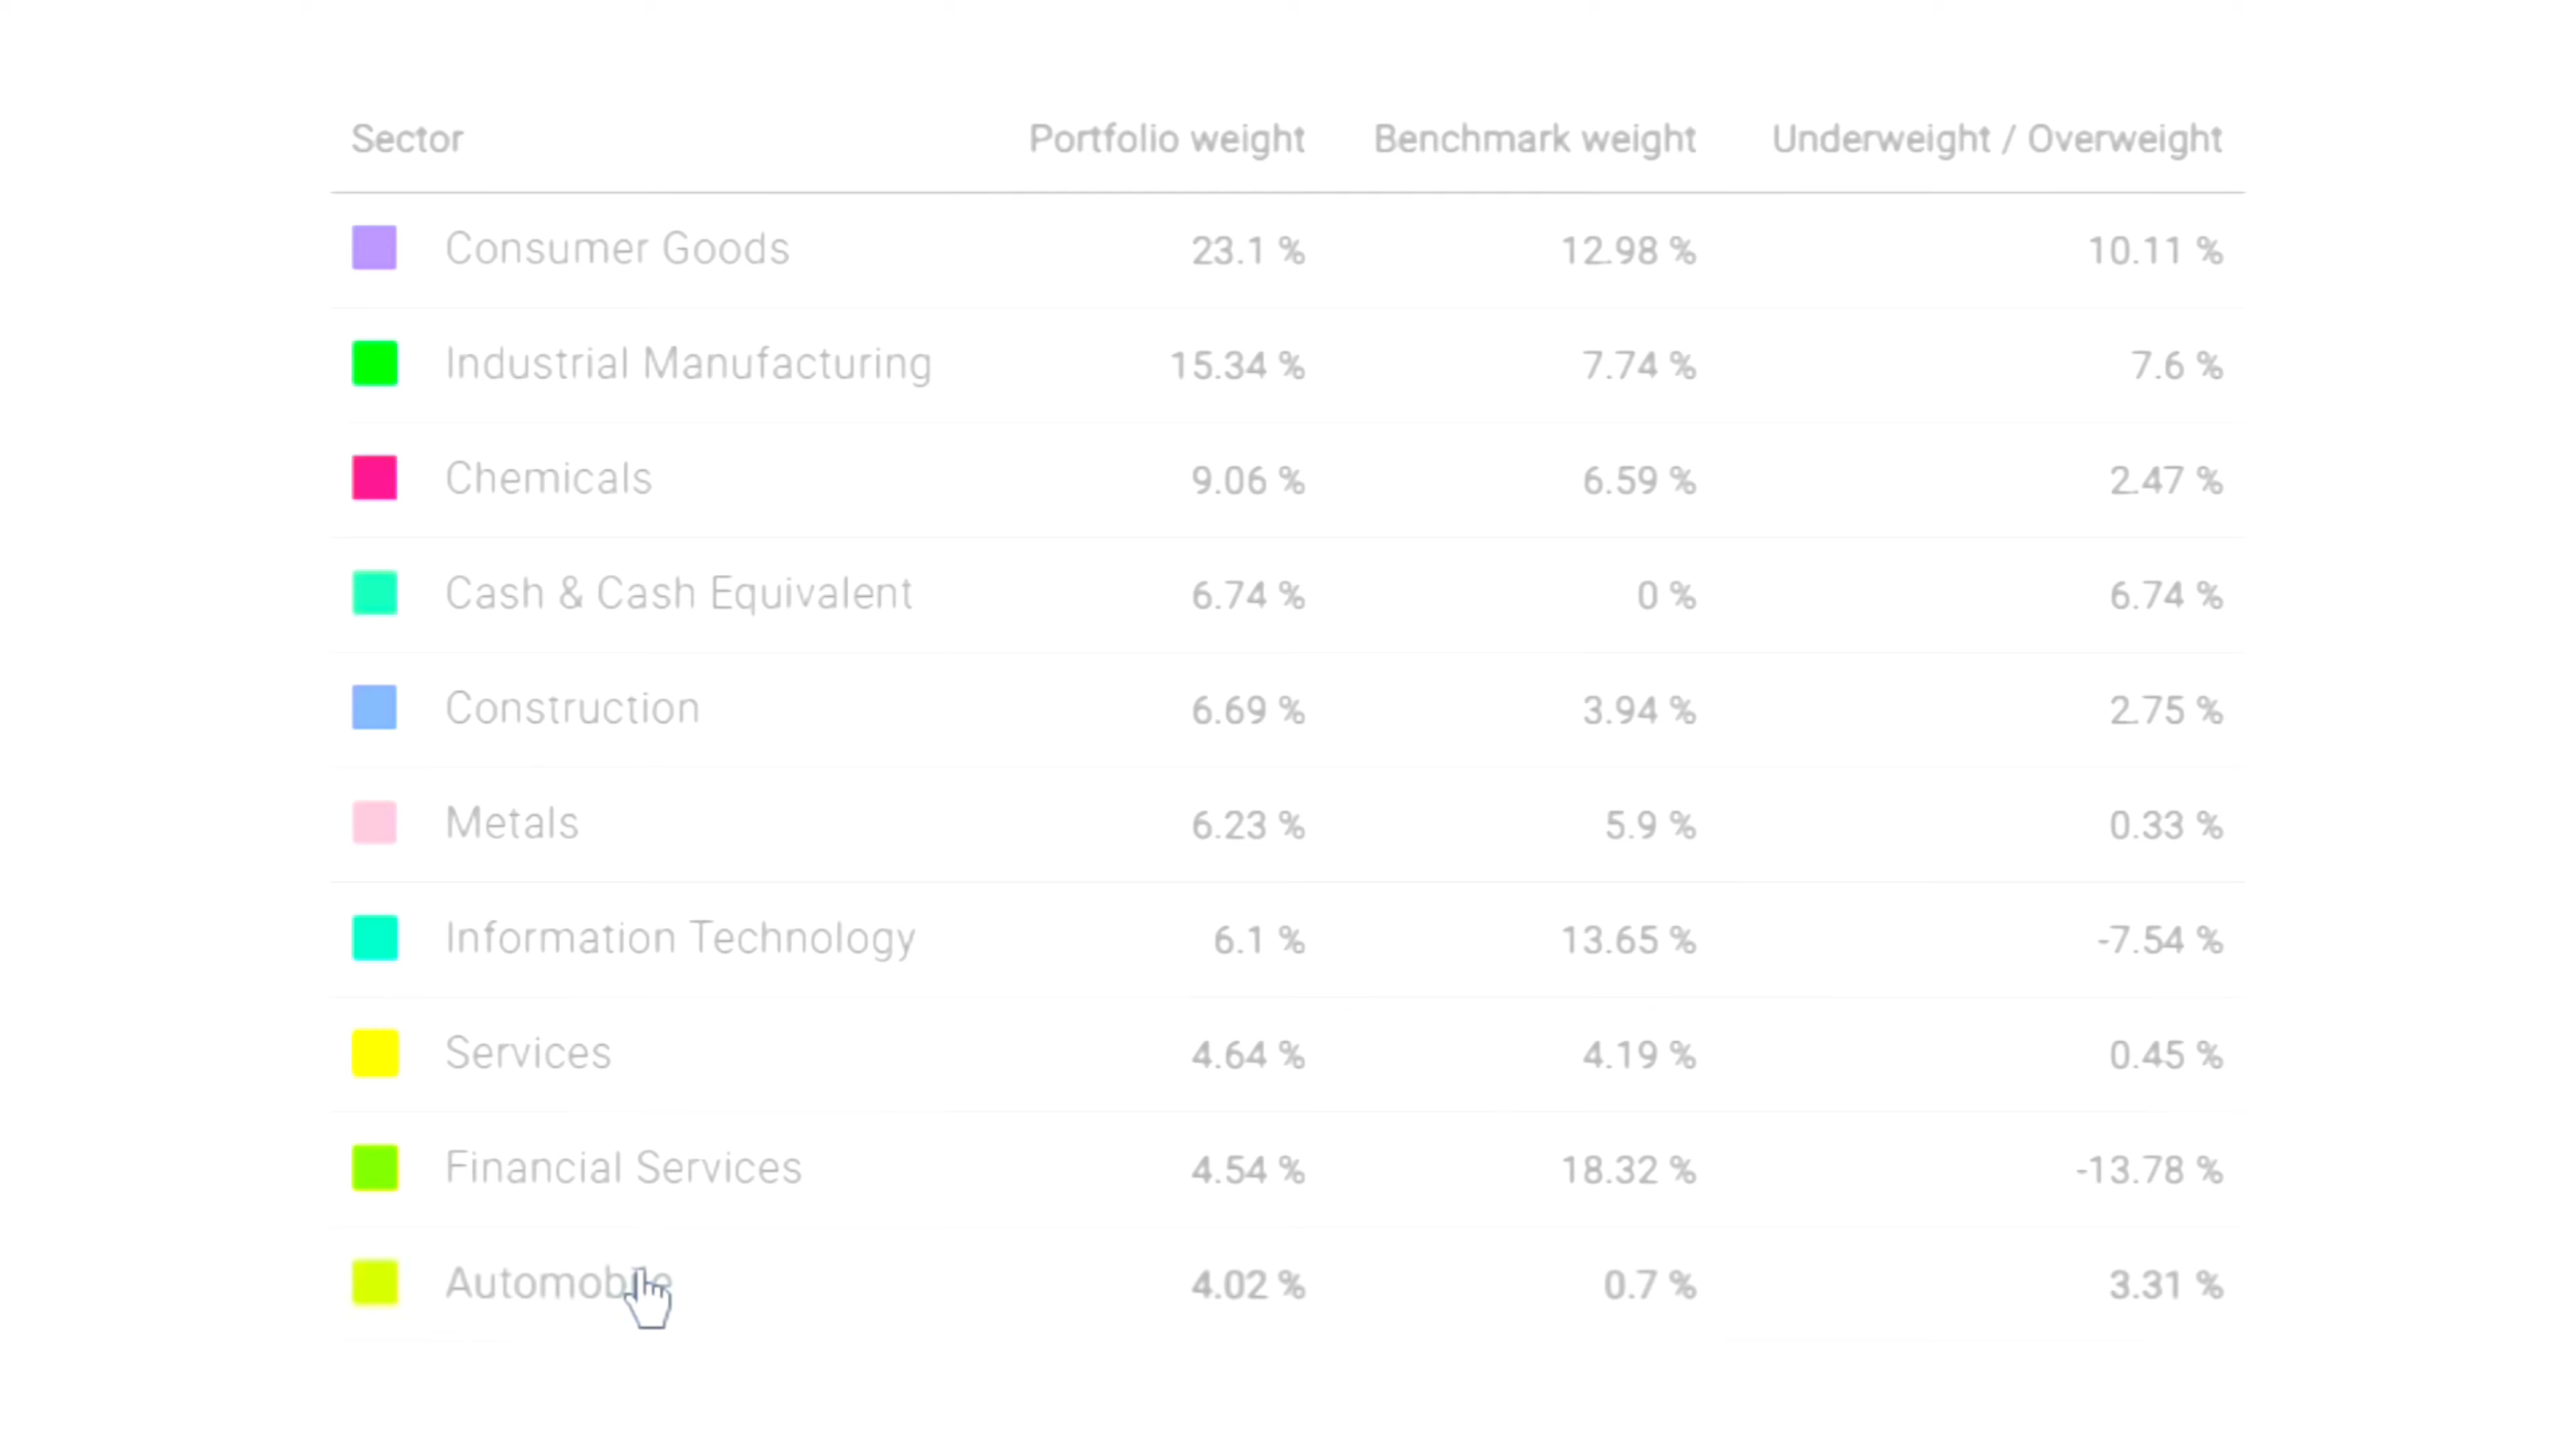 Sector Portfolio weight Benchmark weight Underweight / Overweight
Consumer Goods 23.1 % 12.98 % 10.11 %
Industrial Manufacturing 15.34 % 7.74 % 7.6 %
Chemicals 9.06 % 6.59 % 2.47 %
Cash & Cash Equivalent 6.74 % 0 % 6.74 %
Construction 6.69 % 3.94 % 2.75 %
Metals 6.23 % 5.9 % 0.33 %
Information Technology 6.1 % 13.65 % -7.54 %
Services 4.64 % 4.19 % 0.45 %
Financial Services 4.54 % 18.32 % -13.78 %
Automobile 4.02 % 0.7 % 3.31 %